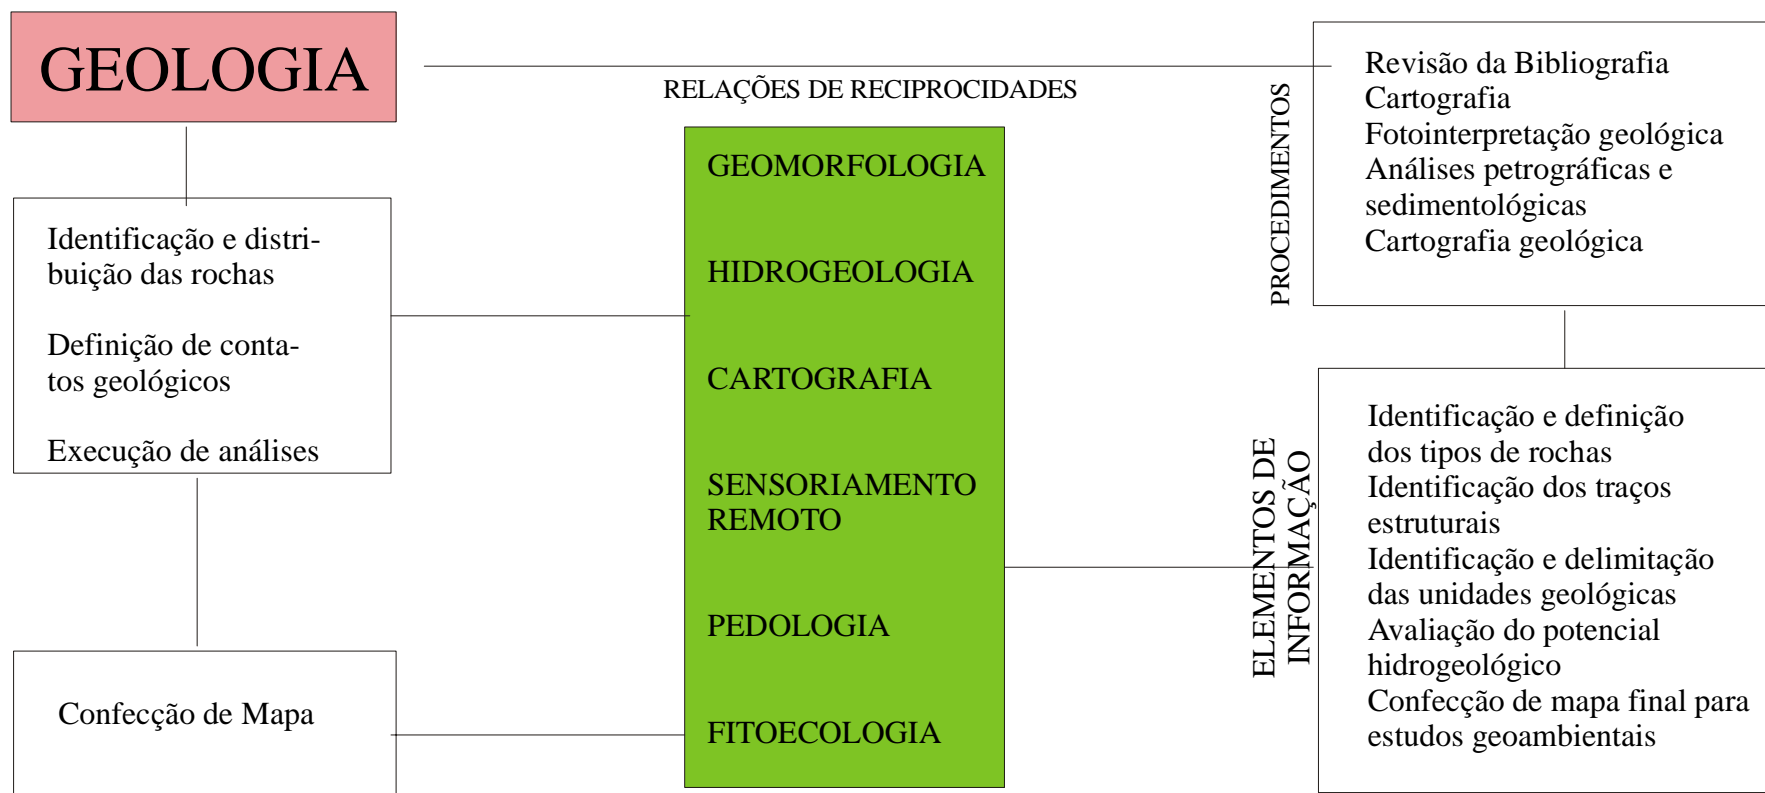 GEOLOGIA
RELAÇÕES DE RECIPROCIDADES
Identificação e distri-
buição das rochas
Definição de conta-
tos geológicos
Execução de análises
Confecção de Mapa
GEOMORFOLOGIA
HIDROGEOLOGIA
CARTOGRAFIA
SENSORIAMENTO
REMOTO
PEDOLOGIA
FITOECOLOGIA
PROCEDIMENTOS
Revisão da Bibliografia
Cartografia
Fotointerpretação geológica
Análises petrográficas e
sedimentológicas
Cartografia geológica
ELEMENTOS DE
INFORMAÇÃO
Identificação e definição
dos tipos de rochas
Identificação dos traços
estruturais
Identificação e delimitação
das unidades geológicas
Avaliação do potencial
hidrogeológico
Confecção de mapa final para
estudos geoambientais